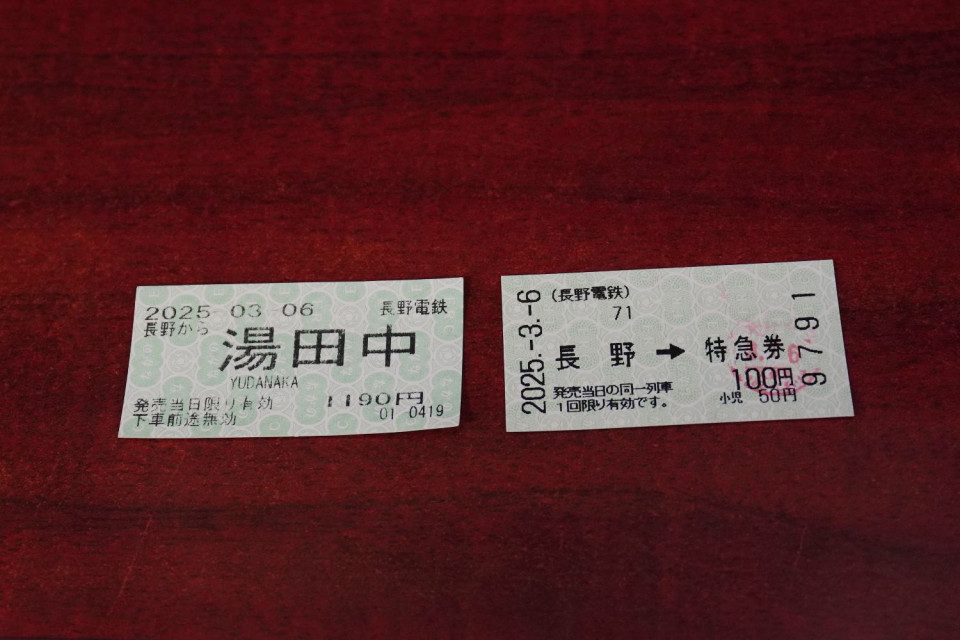 2025-03-06 長野電鉄
長野から
湯田中
YUDANAKA
発売当日限り有効 1190円
下車前途無効 01 0419
2025.-3.-6
(長野電鉄)
71
長野➡特急券
100円
小児 50円
発売当日の同一列車
1回限り有効です。
9791